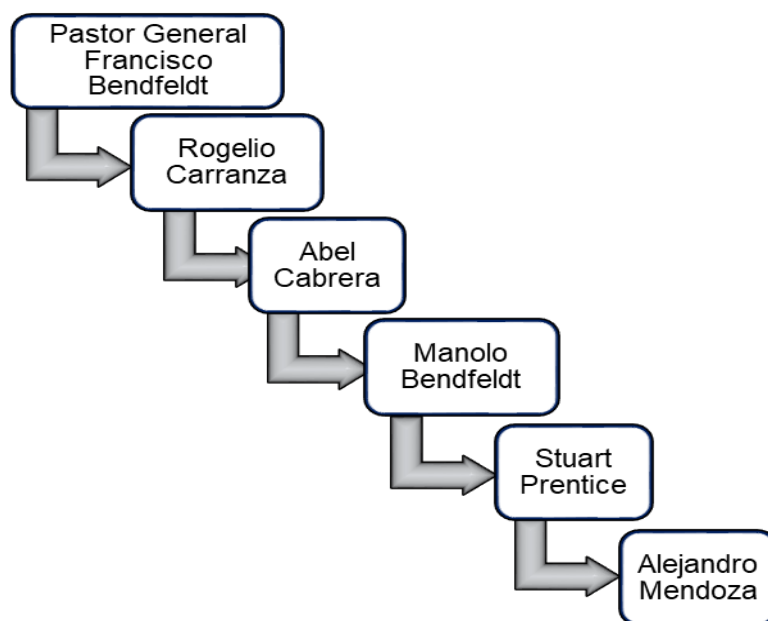 Pastor General
Francisco
Bendfeldt
Rogelio
Carranza
Abel
Cabrera
Manolo
Bendfeldt
Stuart
Prentice
Alejandro
Mendoza